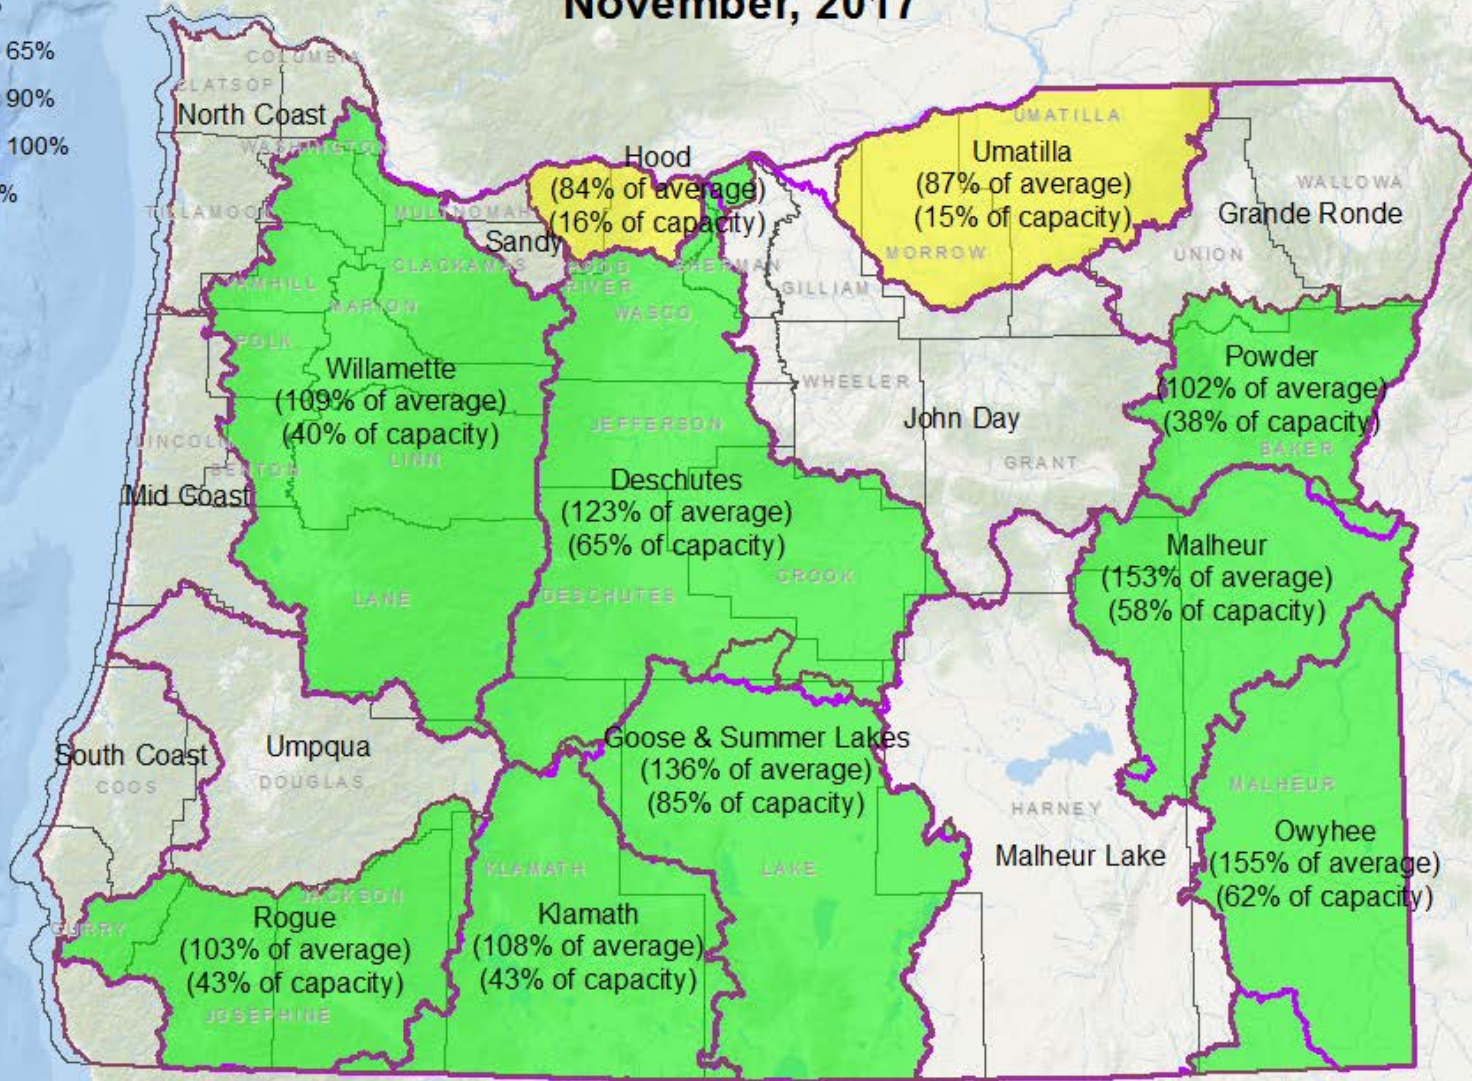 November, 2017
65%
90%
100%
%
COLUMBIA
CLATSOP
North Coast
WASHINGTON
TILLAMOOK
MULTNOMAH
Hood
(84% of average)
(16% of capacity)
Sandy
CLACKAMAS
HOOD
RIVER
SHERMAN
UMATILLA
Umatilla
(87% of average)
(15% of capacity)
MORROW
WALLOWA
Grande Ronde
UNION
GILLIAM
YAMHILL
MARION
WASCO
POLK
Willamette
(109% of average)
(40% of capacity)
LINN
LINCOLN
BENTON
Mid Coast
JEFFERSON
Deschutes
(123% of average)
(65% of capacity)
CROOK
DESCHUTES
LANE
WHEELER
John Day
GRANT
Powder
(102% of average)
(38% of capacity)
BAKER
Malheur
(153% of average)
(58% of capacity)
South Coast
COOS
Umpqua
DOUGLAS
Goose & Summer Lakes
(136% of average)
(85% of capacity)
LAKE
KLAMATH
HARNEY
Malheur Lake
MALHEUR
Owyhee
(155% of average)
(62% of capacity)
CURRY
JACKSON
Rogue
(103% of average)
(43% of capacity)
JOSEPHINE
Klamath
(108% of average)
(43% of capacity)